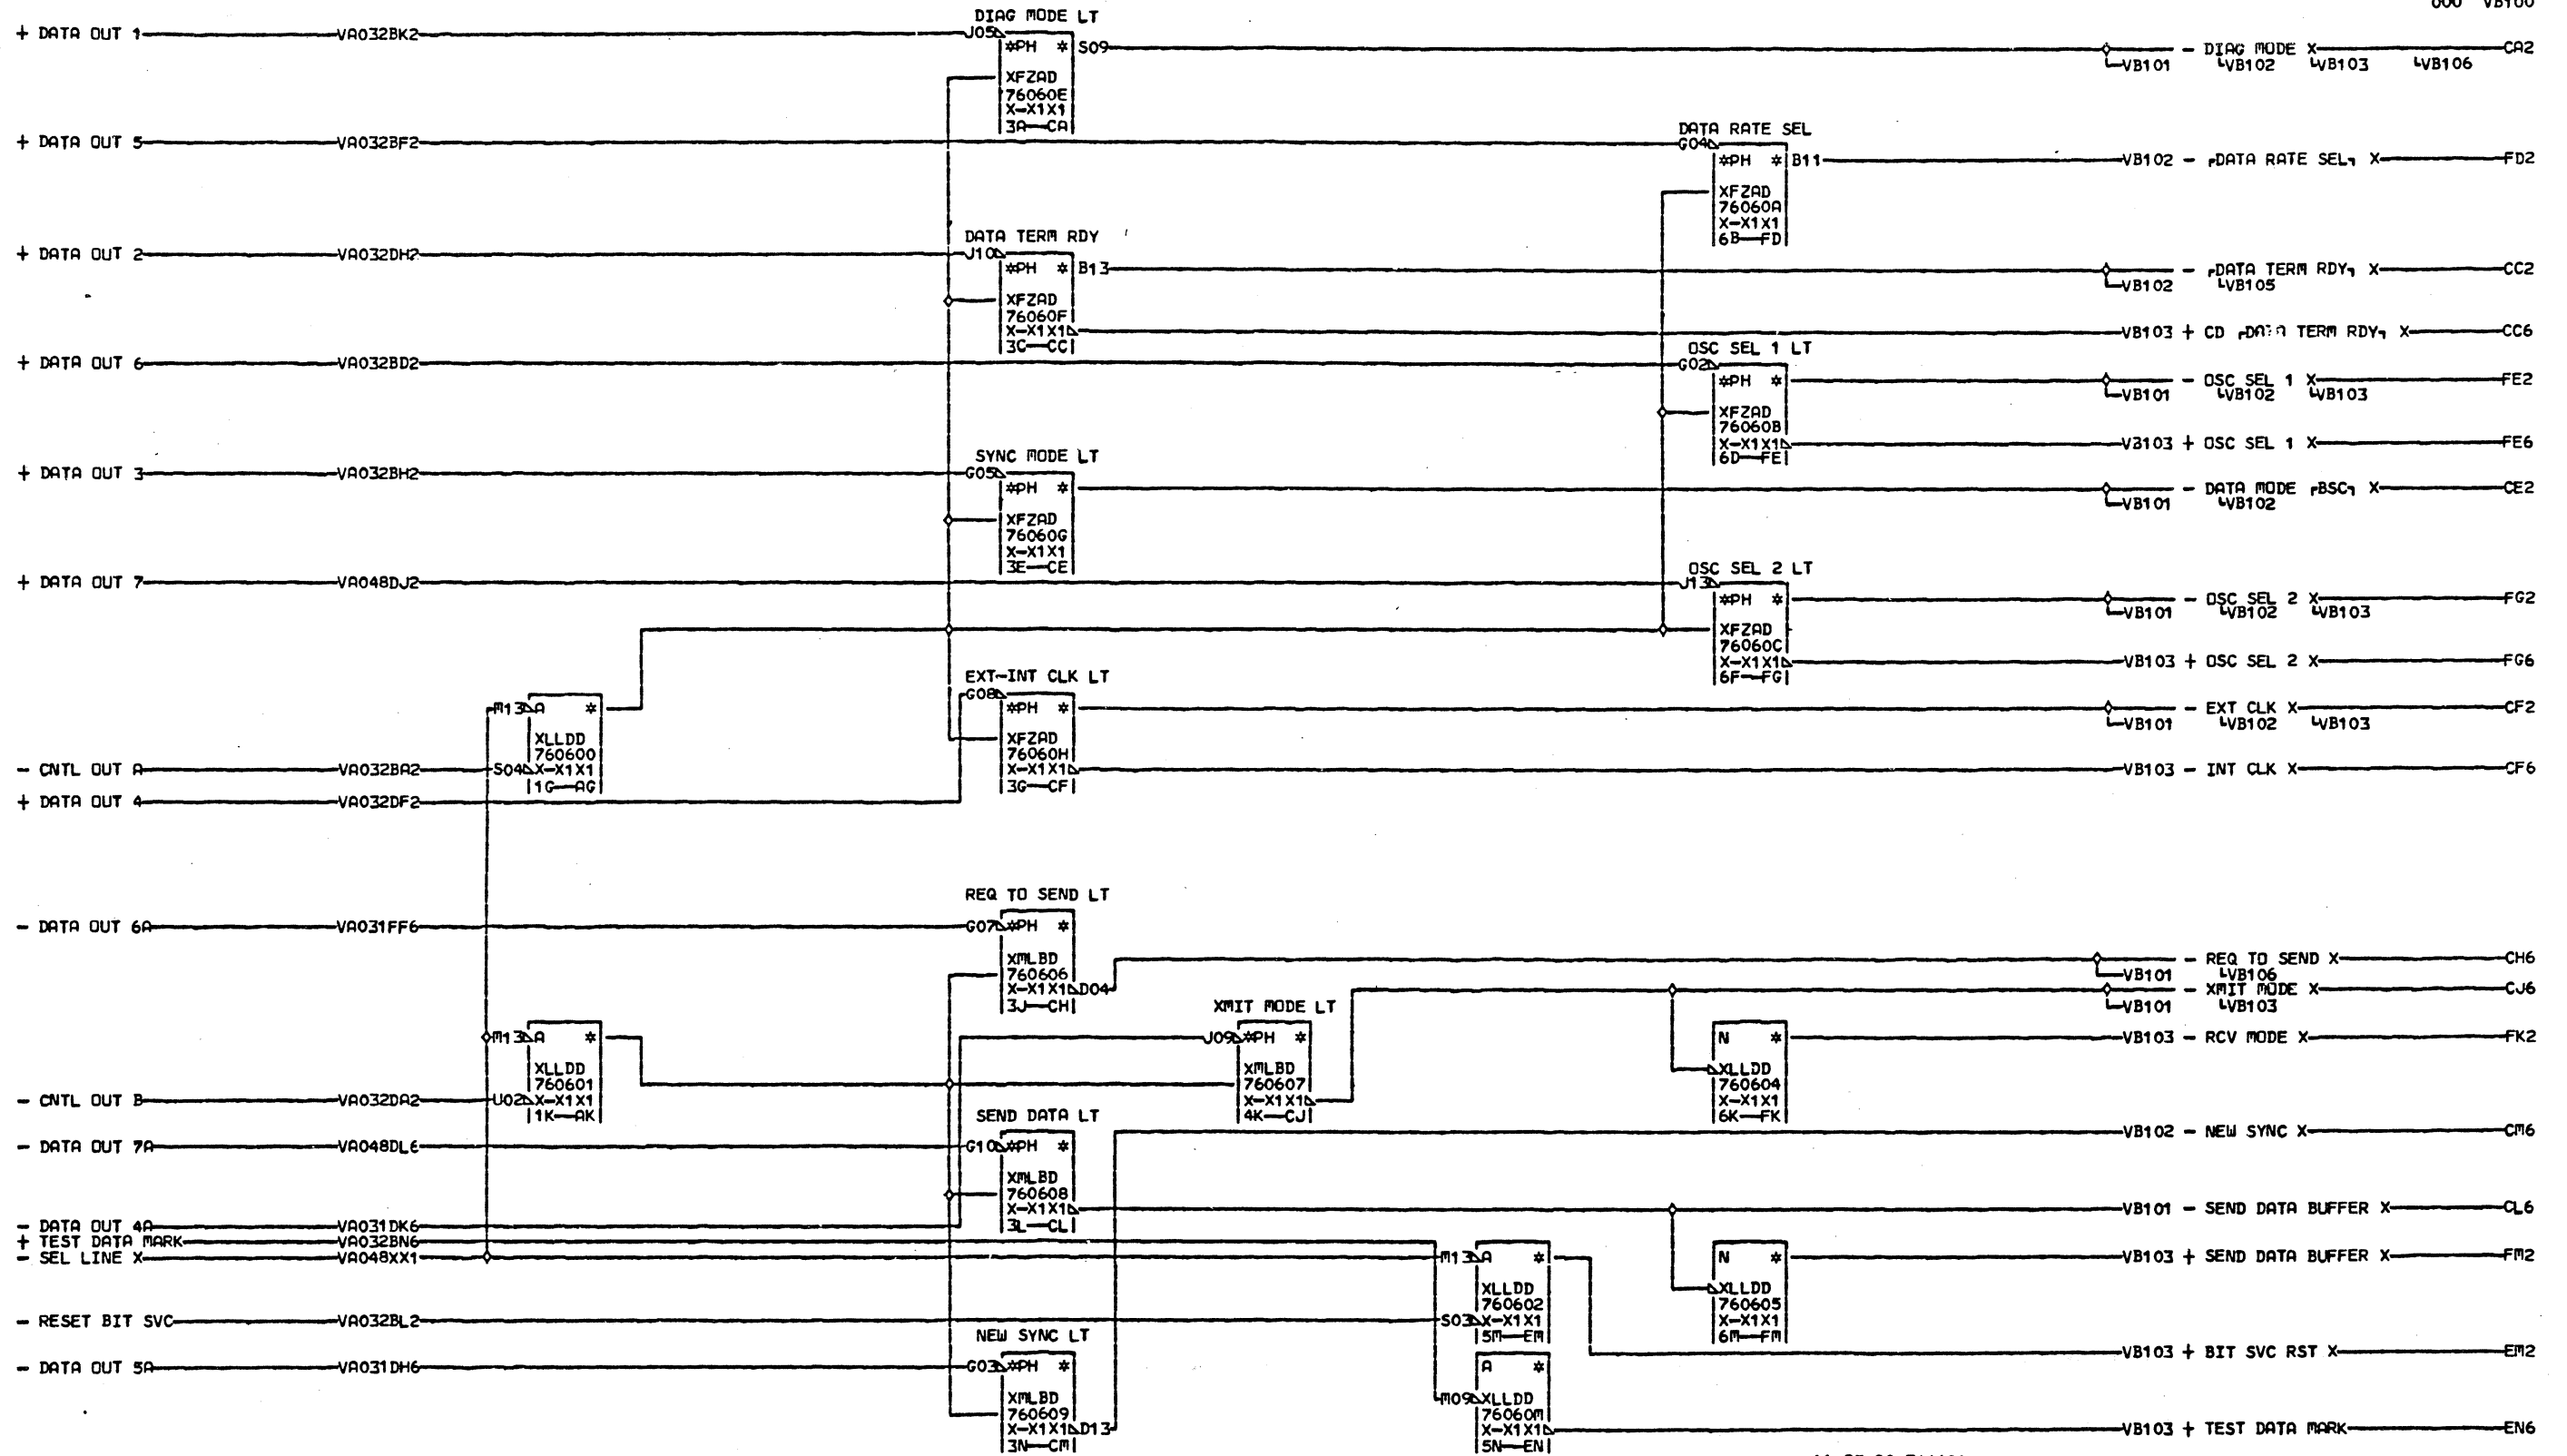 000 VB100
DIAG MODE LT
+ DATA OUT 1 VA032BK2 J05
*PH * S09
- DIAG MODE X CA2
VB101 VB102 VB103 VB106
XFZAD
76060E
X-X1X1
3A CA
DATA RATE SEL
+ DATA OUT 5 VA032BF2 G04
*PH * B11 VB102 - DATA RATE SEL X FD2
XFZAD
76060A
X-X1X1
6B FD
DATA TERM RDY
+ DATA OUT 2 VA032DH2 J10
*PH * B13 - DATA TERM RDY X CC2
VB102 VB105
XFZAD
76060F
X-X1X1 VB103 + CD DATA TERM RDY X CC6
3C CC
OSC SEL 1 LT
+ DATA OUT 6 VA032BD2 G02
*PH * - OSC SEL 1 X FE2
VB101 VB102 VB103
XFZAD
76060B
X-X1X1 VB103 + OSC SEL 1 X FE6
6D FE
SYNC MODE LT
+ DATA OUT 3 VA032BH2 G05
*PH * - DATA MODE BSC X CE2
VB101 VB102
XFZAD
76060G
X-X1X1
3E CE
OSC SEL 2 LT
+ DATA OUT 7 VA048DJ2 J13
*PH * - OSC SEL 2 X FG2
VB101 VB102 VB103
XFZAD
76060C
X-X1X1 VB103 + OSC SEL 2 X FG6
6F FG
EXT-INT CLK LT
G08
M13 A * *PH * - EXT CLK X CF2
VB101 VB102 VB103
XLLDD XFZAD
760600 76060H
- CNTL OUT A VA032BA2 S04 X-X1X1 X-X1X1 VB103 - INT CLK X CF6
1G AG 3G CF
+ DATA OUT 4 VA032DF2
REQ TO SEND LT
- DATA OUT 6A VA031FF6 G07 *PH *
XMLBD - REQ TO SEND X CH6
760606 VB101 VB106
X-X1X1 D04 - XMIT MODE X CJ6
3J CH XMIT MODE LT VB101 VB103
M13 A * J09 *PH * N * VB103 - RCV MODE X FK2
XLLDD XMLBD XLLDD
760601 760607 760604
- CNTL OUT B VA032DA2 U02 X-X1X1 X-X1X1 X-X1X1
1K AK SEND DATA LT 4K CJ 6K FK
VB102 - NEW SYNC X CM6
- DATA OUT 7A VA048DL6 G10 *PH *
XMLBD
760608
X-X1X1 VB101 - SEND DATA BUFFER X CL6
- DATA OUT 4A VA031DK6 3L CL
+ TEST DATA MARK VA032BN6
- SEL LINE X VA048XX1 M13 A * N * VB103 + SEND DATA BUFFER X FM2
XLLDD XLLDD
760602 760605
- RESET BIT SVC VA032BL2 S03 X-X1X1 X-X1X1
NEW SYNC LT 5M EM 6M FM
VB103 + BIT SVC RST X EM2
- DATA OUT 5A VA031DH6 G03 *PH * A *
XMLBD M09 XLLDD
760609 76060M
X-X1X1 D13 X-X1X1 VB103 + TEST DATA MARK EN6
3N CM 5N EN